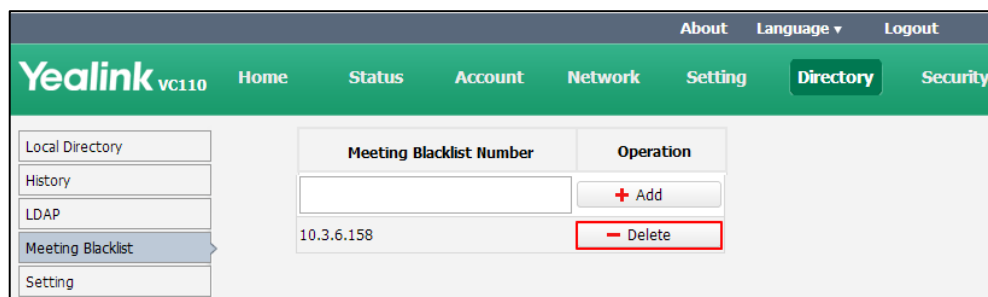 About Language ▾ Logout
Yealink VC110 Home Status Account Network Setting Directory Security
Local Directory
History
LDAP
Meeting Blacklist
Setting
Meeting Blacklist Number Operation
+ Add
10.3.6.158 − Delete